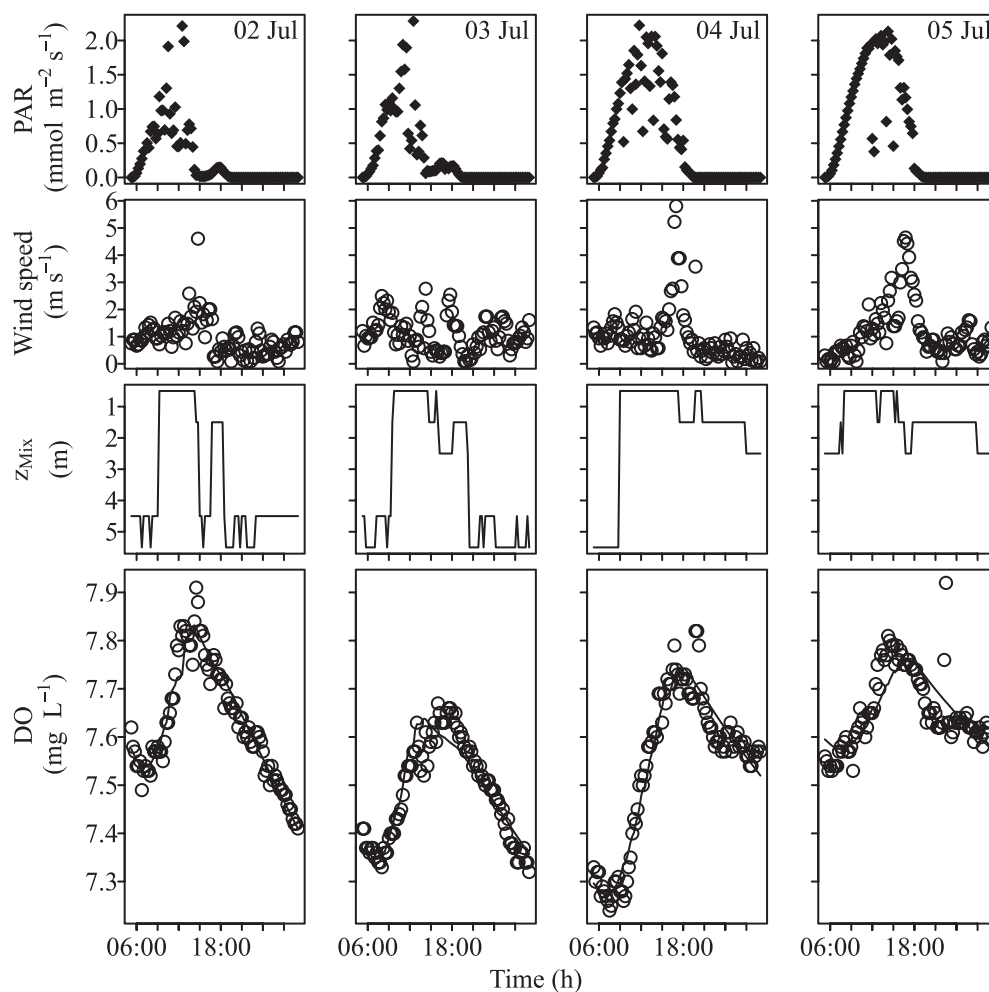 02 Jul
03 Jul
04 Jul
05 Jul
PAR
(mmol m⁻² s⁻¹)
2.0
1.5
1.0
0.5
0.0
Wind speed
(m s⁻¹)
6
5
4
3
2
1
0
zMix
(m)
1
2
3
4
5
DO
(mg L⁻¹)
7.9
7.8
7.7
7.6
7.5
7.4
7.3
06:00 18:00
06:00 18:00
06:00 18:00
06:00 18:00
Time (h)